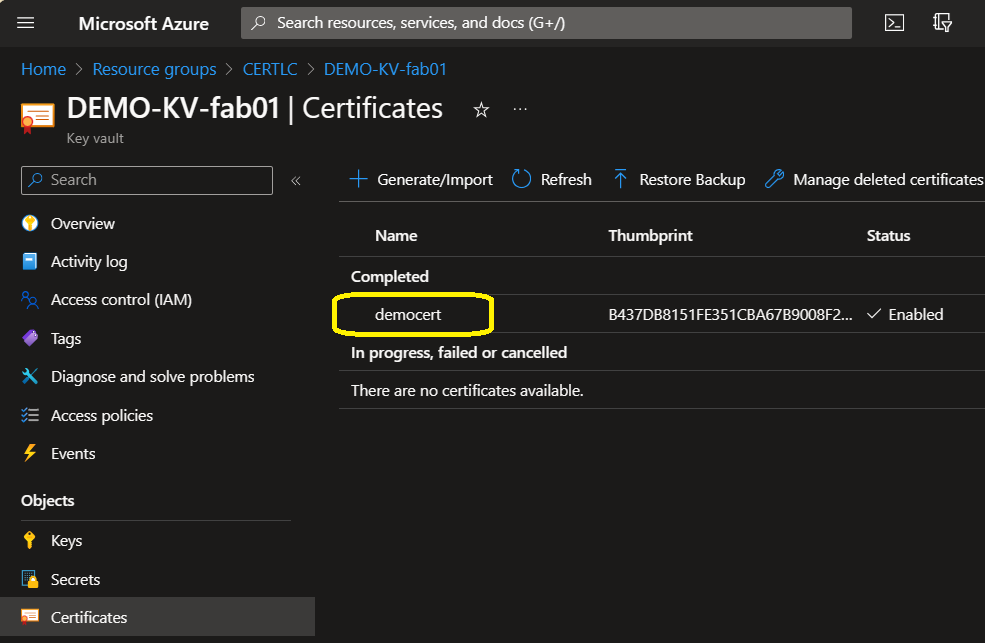 Microsoft Azure
Search resources, services, and docs (G+/)
Home > Resource groups > CERTLC > DEMO-KV-fab01
DEMO-KV-fab01 | Certificates
Key vault
Search
Generate/Import
Refresh
Restore Backup
Manage deleted certificates
Overview
Activity log
Access control (IAM)
Tags
Diagnose and solve problems
Access policies
Events
Objects
Keys
Secrets
Certificates
Name Thumbprint Status
Completed
democert B437DB8151FE351CBA67B9008F2... Enabled
In progress, failed or cancelled
There are no certificates available.